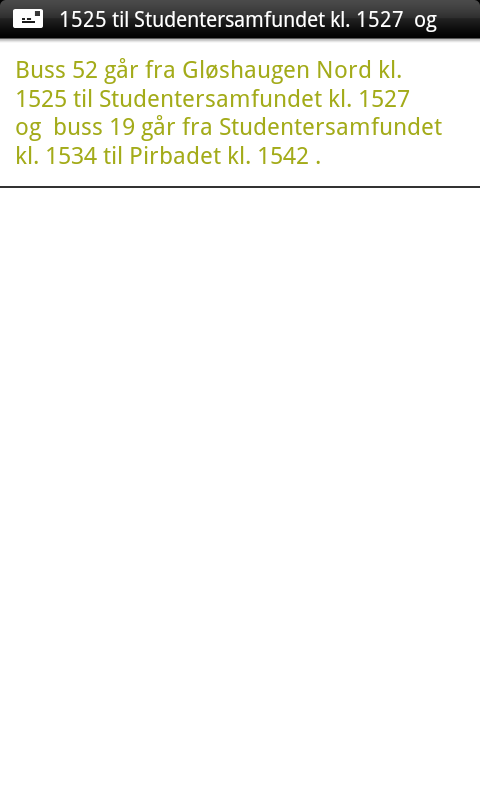 1525 til Studentersamfundet kl. 1527  og
Buss 52 går fra Gløshaugen Nord kl.
1525 til Studentersamfundet kl. 1527
og  buss 19 går fra Studentersamfundet
kl. 1534 til Pirbadet kl. 1542 .